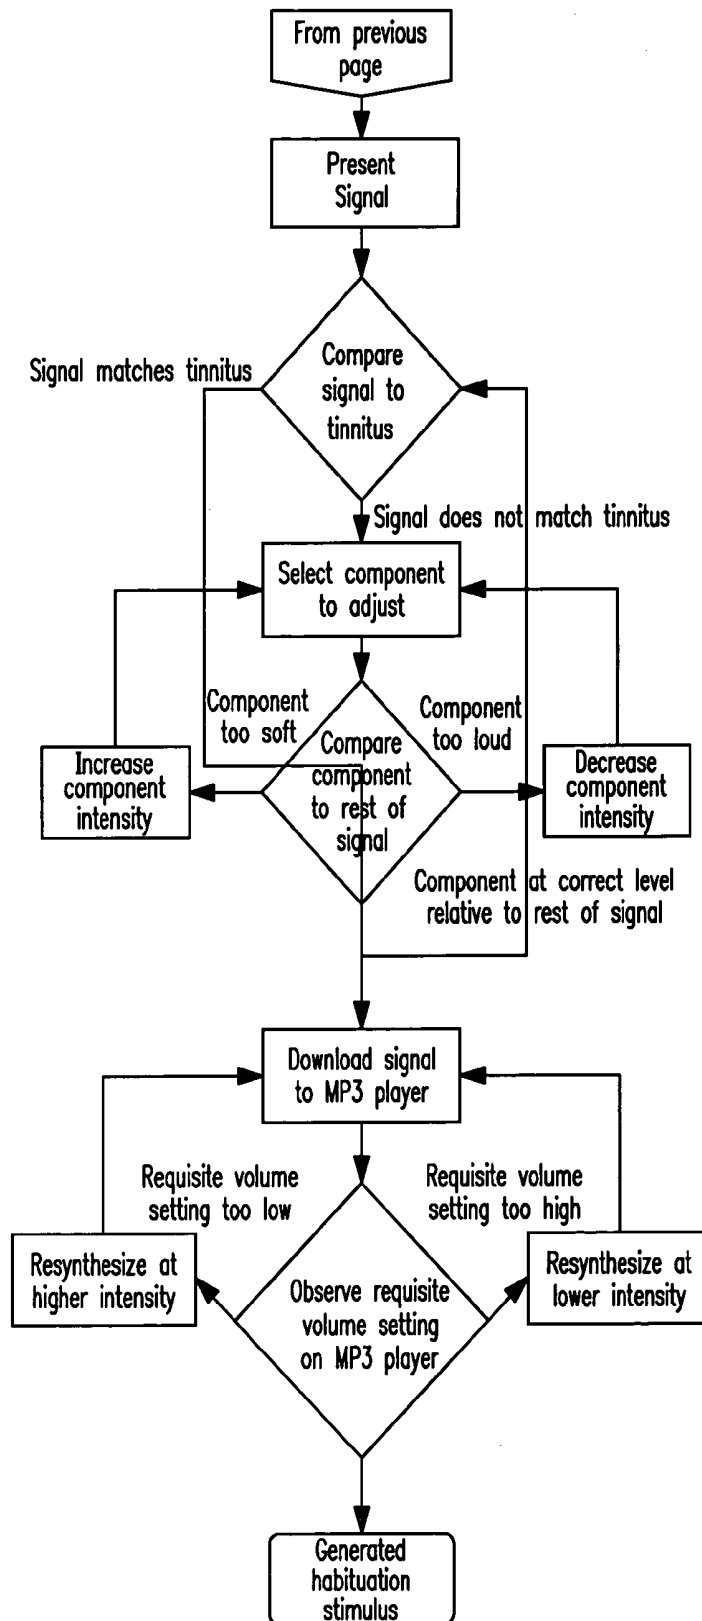 From previous
page
Present
Signal
Signal matches tinnitus
Compare
signal to
tinnitus
Signal does not match tinnitus
Select component
to adjust
Component
too soft
Component
too loud
Increase
component
intensity
Compare
component
to rest of
signal
Decrease
component
intensity
Component at correct level
relative to rest of signal
Download signal
to MP3 player
Requisite volume
setting too low
Requisite volume
setting too high
Resynthesize at
higher intensity
Observe requisite
volume setting
on MP3 player
Resynthesize at
lower intensity
Generated
habituation
stimulus